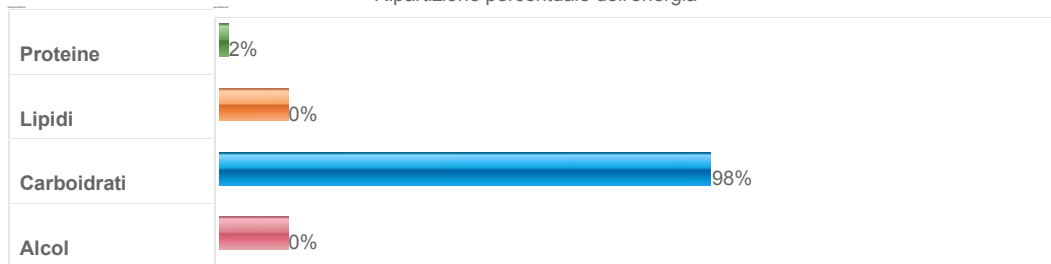 Proteine
2%
Lipidi
0%
Carboidrati
98%
Alcol
0%